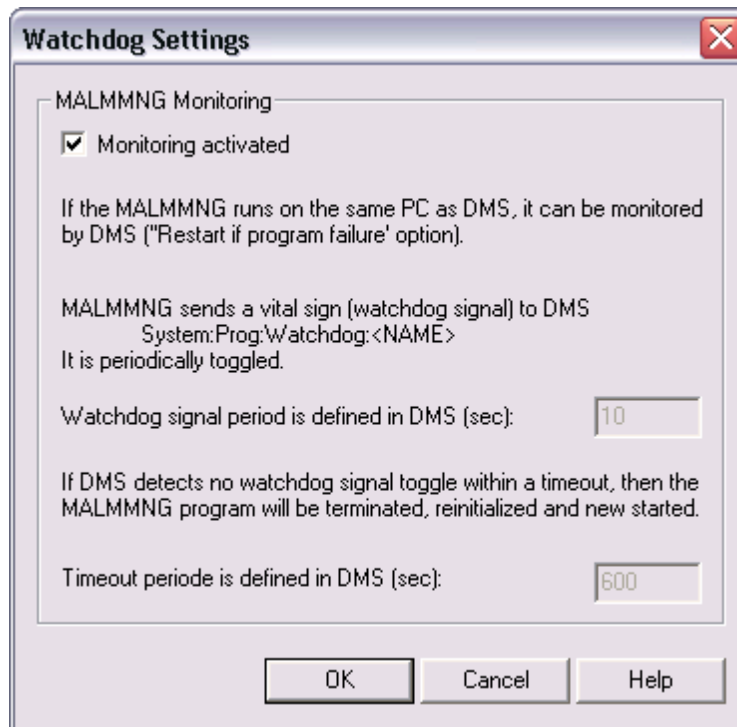 Watchdog Settings
MALMMNG Monitoring
Monitoring activated
If the MALMMNG runs on the same PC as DMS, it can be monitored
by DMS ("Restart if program failure' option).
MALMMNG sends a vital sign (watchdog signal) to DMS
System:Prog:Watchdog:<NAME>
It is periodically toggled.
Watchdog signal period is defined in DMS (sec): 10
If DMS detects no watchdog signal toggle within a timeout, then the
MALMMNG program will be terminated, reinitialized and new started.
Timeout periode is defined in DMS (sec): 600
OK Cancel Help